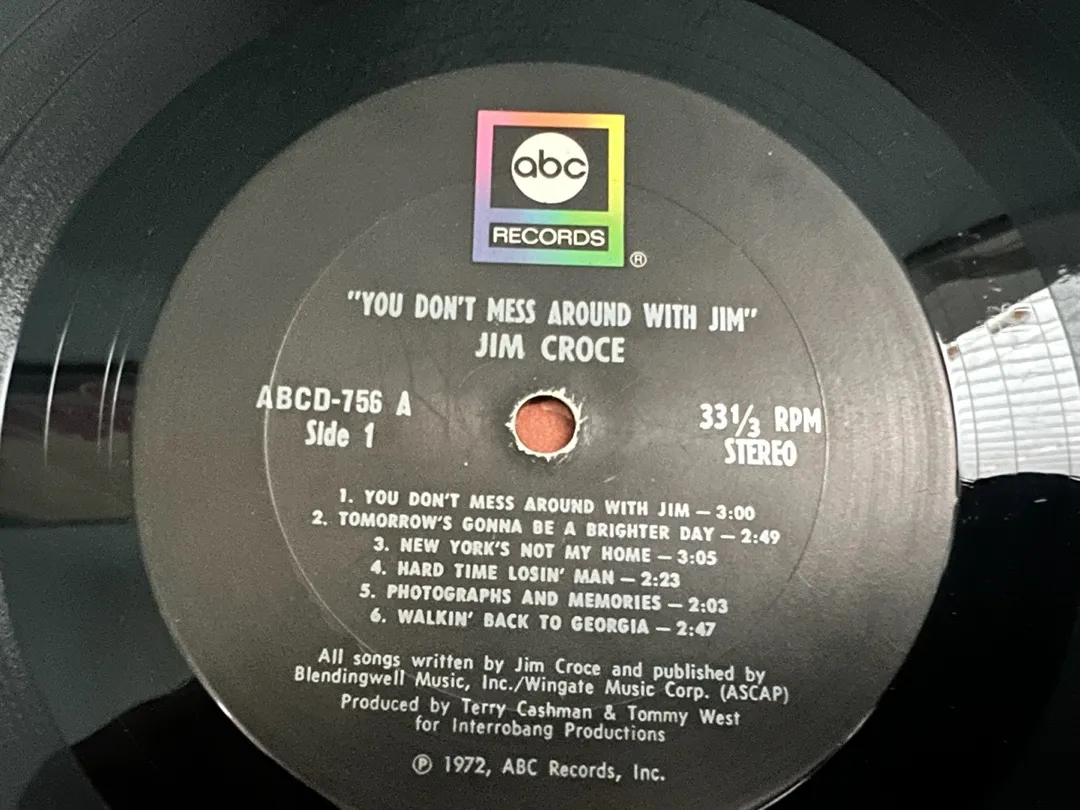 abc
RECORDS
®
"YOU DON'T MESS AROUND WITH JIM"
JIM CROCE
ABCD-756 A
Side 1
33 1/3 RPM
STEREO
1. YOU DON'T MESS AROUND WITH JIM — 3:00
2. TOMORROW'S GONNA BE A BRIGHTER DAY — 2:49
3. NEW YORK'S NOT MY HOME — 3:05
4. HARD TIME LOSIN' MAN — 2:23
5. PHOTOGRAPHS AND MEMORIES — 2:03
6. WALKIN' BACK TO GEORGIA — 2:47
All songs written by Jim Croce and published by
Blendingwell Music, Inc./Wingate Music Corp. (ASCAP)
Produced by Terry Cashman & Tommy West
for Interrobang Productions
℗ 1972, ABC Records, Inc.